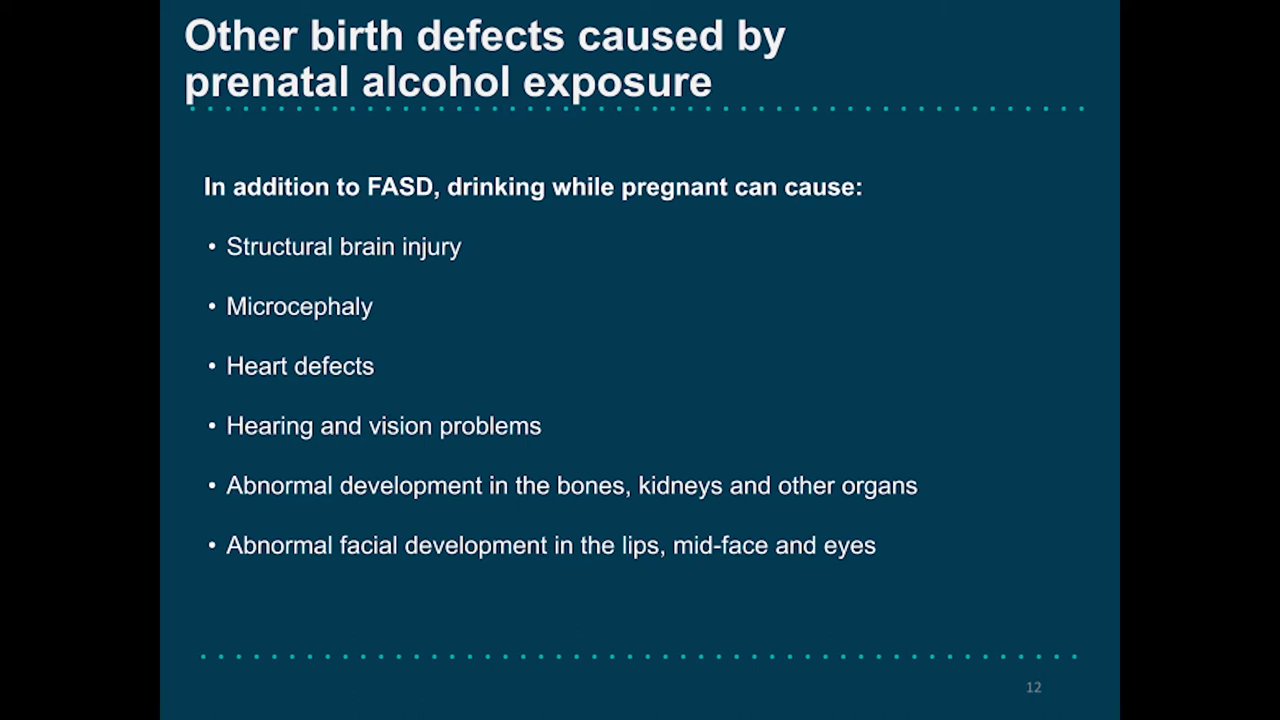 Other birth defects caused by
prenatal alcohol exposure
In addition to FASD, drinking while pregnant can cause:
• Structural brain injury
• Microcephaly
• Heart defects
• Hearing and vision problems
• Abnormal development in the bones, kidneys and other organs
• Abnormal facial development in the lips, mid-face and eyes
12